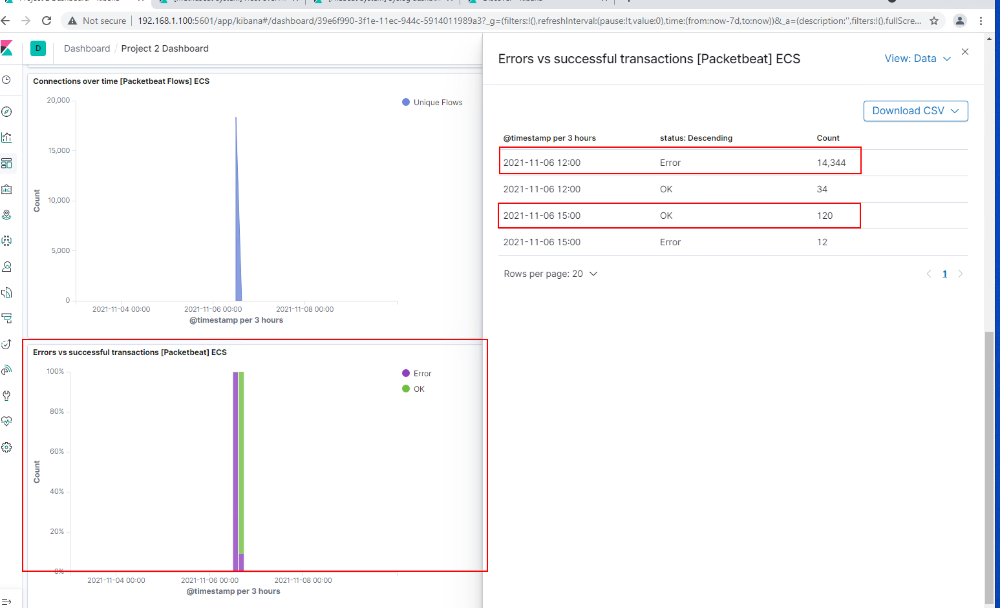 Project 2 Dashboard - Kibana
Discover - Kibana
Not secure
192.168.1.100:5601/app/kibana#/dashboard/39e6f990-3f1e-11ec-944c-5914011989a3?_g=(filters:!(),refreshInterval:(pause:!t,value:0),time:(from:now-7d,to:now))&_a=(description:'',filters:!(),fullScre...
D
Dashboard / Project 2 Dashboard
Connections over time [Packetbeat Flows] ECS
20,000
15,000
10,000
5,000
0
Count
Unique Flows
2021-11-04 00:00
2021-11-06 00:00
2021-11-08 00:00
@timestamp per 3 hours
Errors vs successful transactions [Packetbeat] ECS
100%
80%
60%
40%
20%
0%
Count
Error
OK
2021-11-04 00:00
2021-11-06 00:00
2021-11-08 00:00
@timestamp per 3 hours
Errors vs successful transactions [Packetbeat] ECS
View: Data
Download CSV
@timestamp per 3 hours status: Descending Count
2021-11-06 12:00 Error 14,344
2021-11-06 12:00 OK 34
2021-11-06 15:00 OK 120
2021-11-06 15:00 Error 12
Rows per page: 20
1